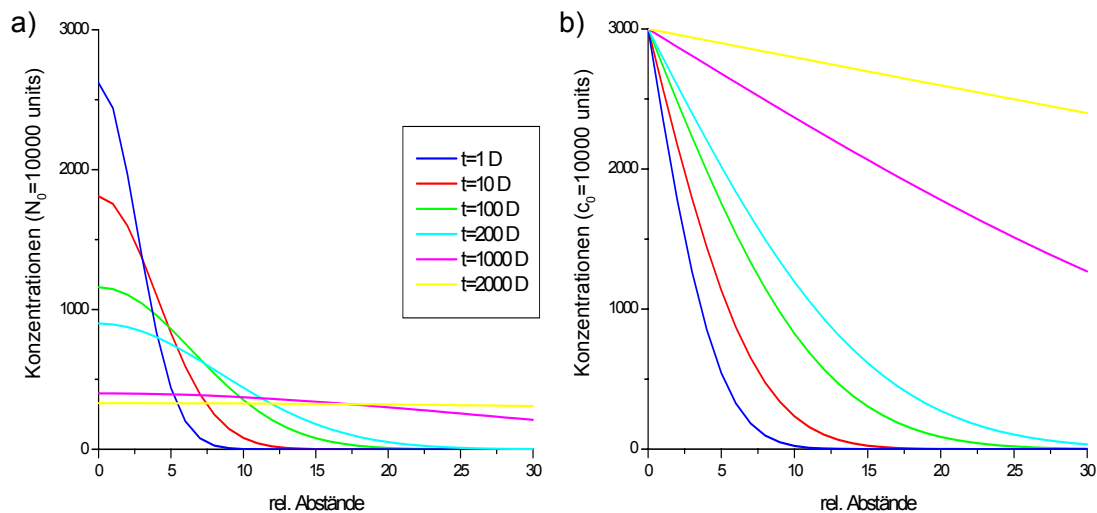 a)
3000
2000
1000
0
Konzentrationen (N₀=10000 units)
0 5 10 15 20 25 30
rel. Abstände
t=1 D
t=10 D
t=100 D
t=200 D
t=1000 D
t=2000 D
b)
3000
2000
1000
0
Konzentrationen (c₀=10000 units)
0 5 10 15 20 25 30
rel. Abstände